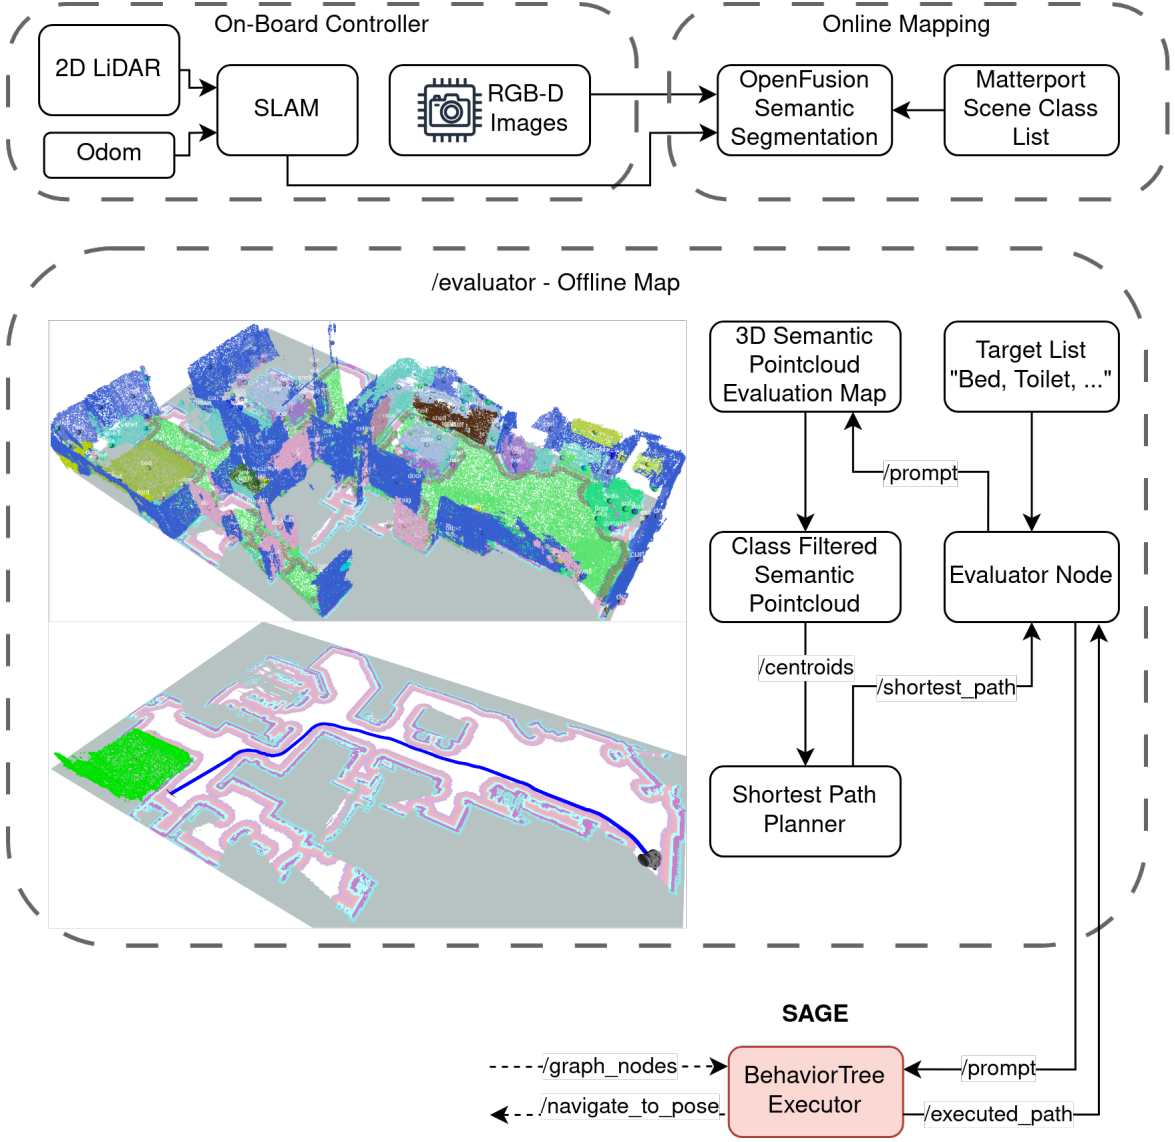 On-Board Controller
Online Mapping
2D LiDAR
SLAM
RGB-D
Images
Odom
OpenFusion
Semantic
Segmentation
Matterport
Scene Class
List
/evaluator - Offline Map
3D Semantic
Pointcloud
Evaluation Map
Target List
"Bed, Toilet, ..."
/prompt
Class Filtered
Semantic
Pointcloud
Evaluator Node
/centroids
/shortest_path
Shortest Path
Planner
SAGE
/graph_nodes
BehaviorTree
Executor
/prompt
/navigate_to_pose
/executed_path